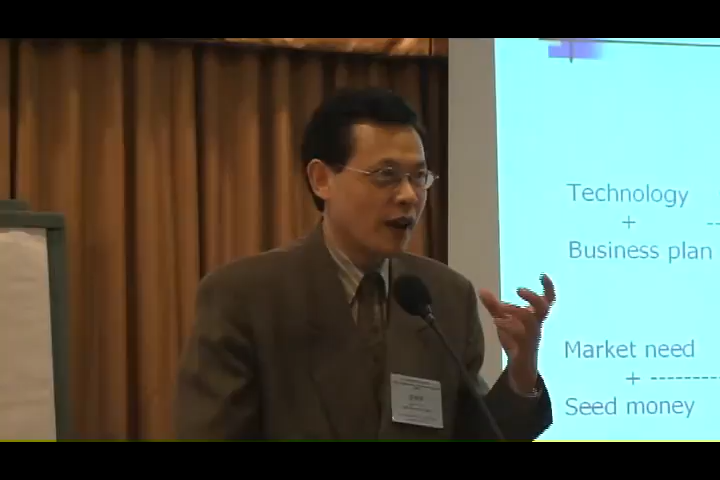 Technology
+
Business plan
Market need
+ --------
Seed money